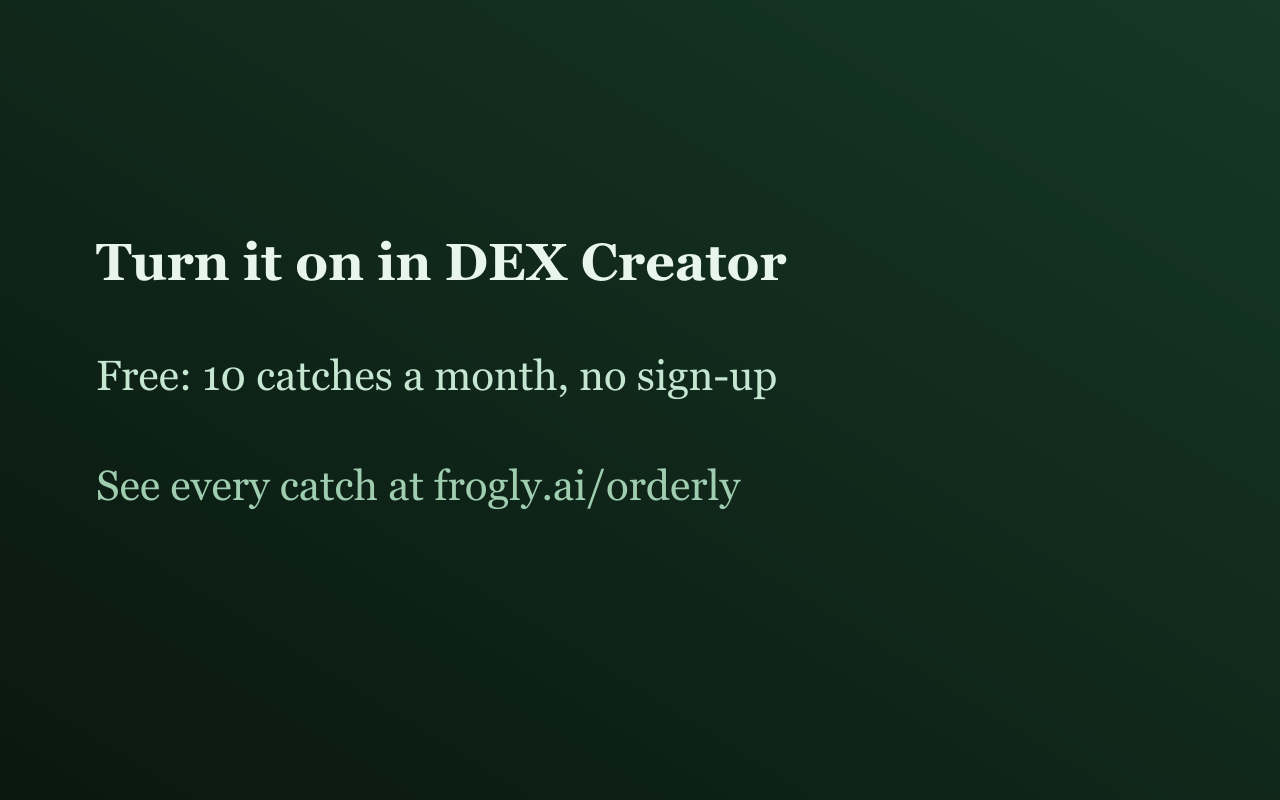 Turn it on in DEX Creator
Free: 10 catches a month, no sign-up
See every catch at frogly.ai/orderly